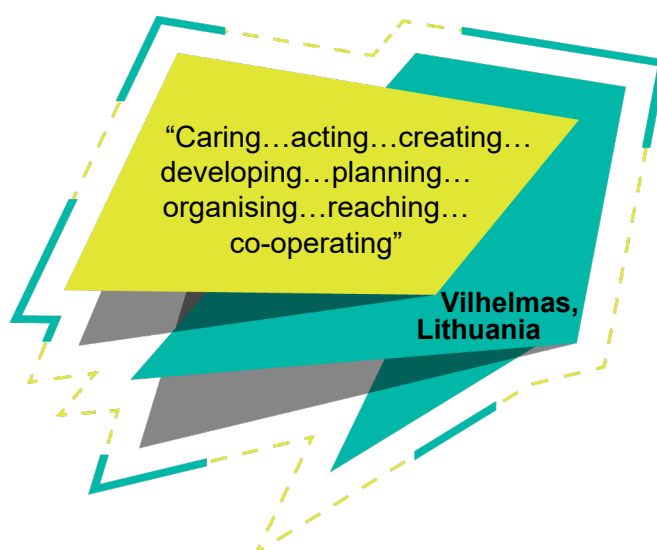 “Caring…acting…creating…
developing…planning…
organising…reaching…
co-operating”
Vilhelmas,
Lithuania